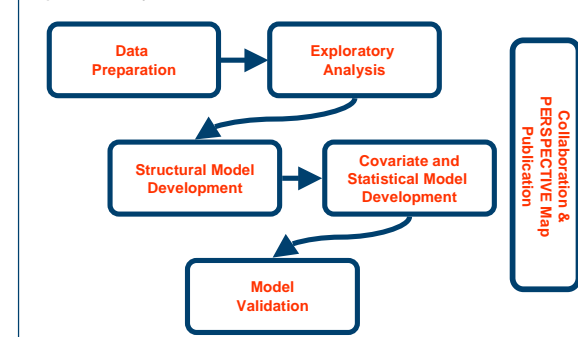 Data
Preparation
Exploratory
Analysis
Structural Model
Development
Covariate and
Statistical Model
Development
Model
Validation
Collaboration &
PERSPECTIVE Map
Publication